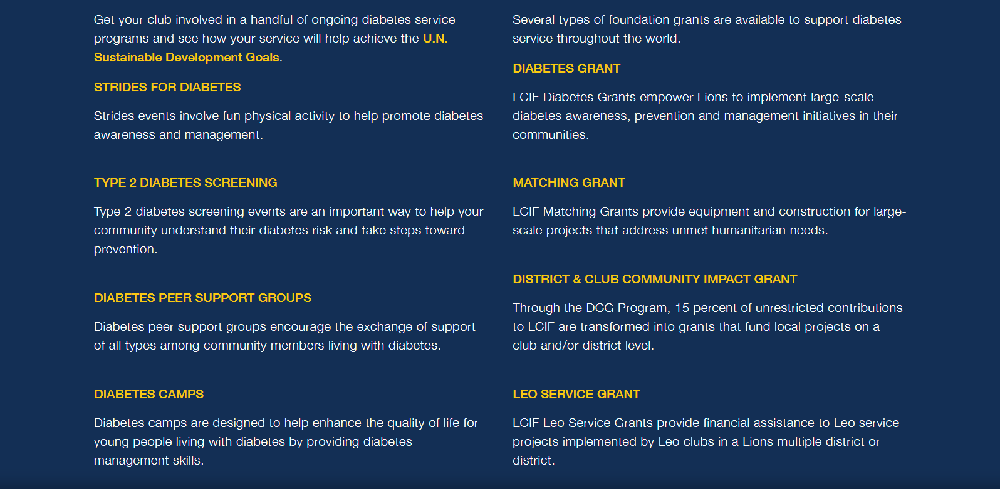 Get your club involved in a handful of ongoing diabetes service
programs and see how your service will help achieve the U.N.
Sustainable Development Goals.
STRIDES FOR DIABETES
Strides events involve fun physical activity to help promote diabetes
awareness and management.
TYPE 2 DIABETES SCREENING
Type 2 diabetes screening events are an important way to help your
community understand their diabetes risk and take steps toward
prevention.
DIABETES PEER SUPPORT GROUPS
Diabetes peer support groups encourage the exchange of support
of all types among community members living with diabetes.
DIABETES CAMPS
Diabetes camps are designed to help enhance the quality of life for
young people living with diabetes by providing diabetes
management skills.
Several types of foundation grants are available to support diabetes
service throughout the world.
DIABETES GRANT
LCIF Diabetes Grants empower Lions to implement large-scale
diabetes awareness, prevention and management initiatives in their
communities.
MATCHING GRANT
LCIF Matching Grants provide equipment and construction for large-
scale projects that address unmet humanitarian needs.
DISTRICT & CLUB COMMUNITY IMPACT GRANT
Through the DCG Program, 15 percent of unrestricted contributions
to LCIF are transformed into grants that fund local projects on a
club and/or district level.
LEO SERVICE GRANT
LCIF Leo Service Grants provide financial assistance to Leo service
projects implemented by Leo clubs in a Lions multiple district or
district.